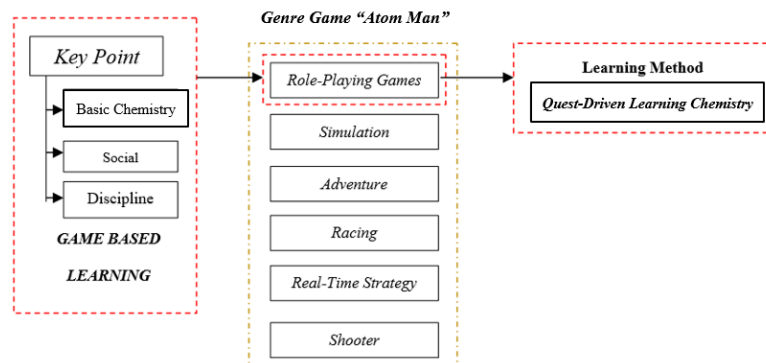 Genre Game “Atom Man”
Key Point
Basic Chemistry
Social
Discipline
GAME BASED
LEARNING
Role-Playing Games
Simulation
Adventure
Racing
Real-Time Strategy
Shooter
Learning Method
Quest-Driven Learning Chemistry